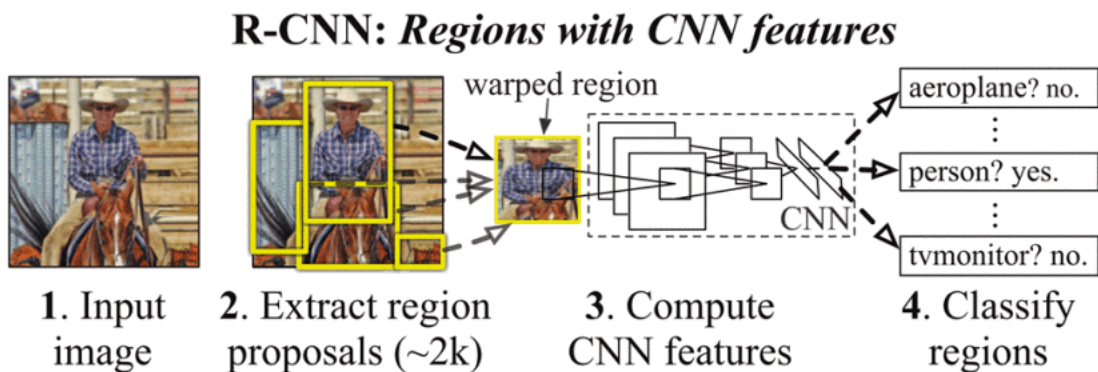 R-CNN: Regions with CNN features
warped region
aeroplane? no.
person? yes.
tvmonitor? no.
CNN
1. Input
image
2. Extract region
proposals (~2k)
3. Compute
CNN features
4. Classify
regions